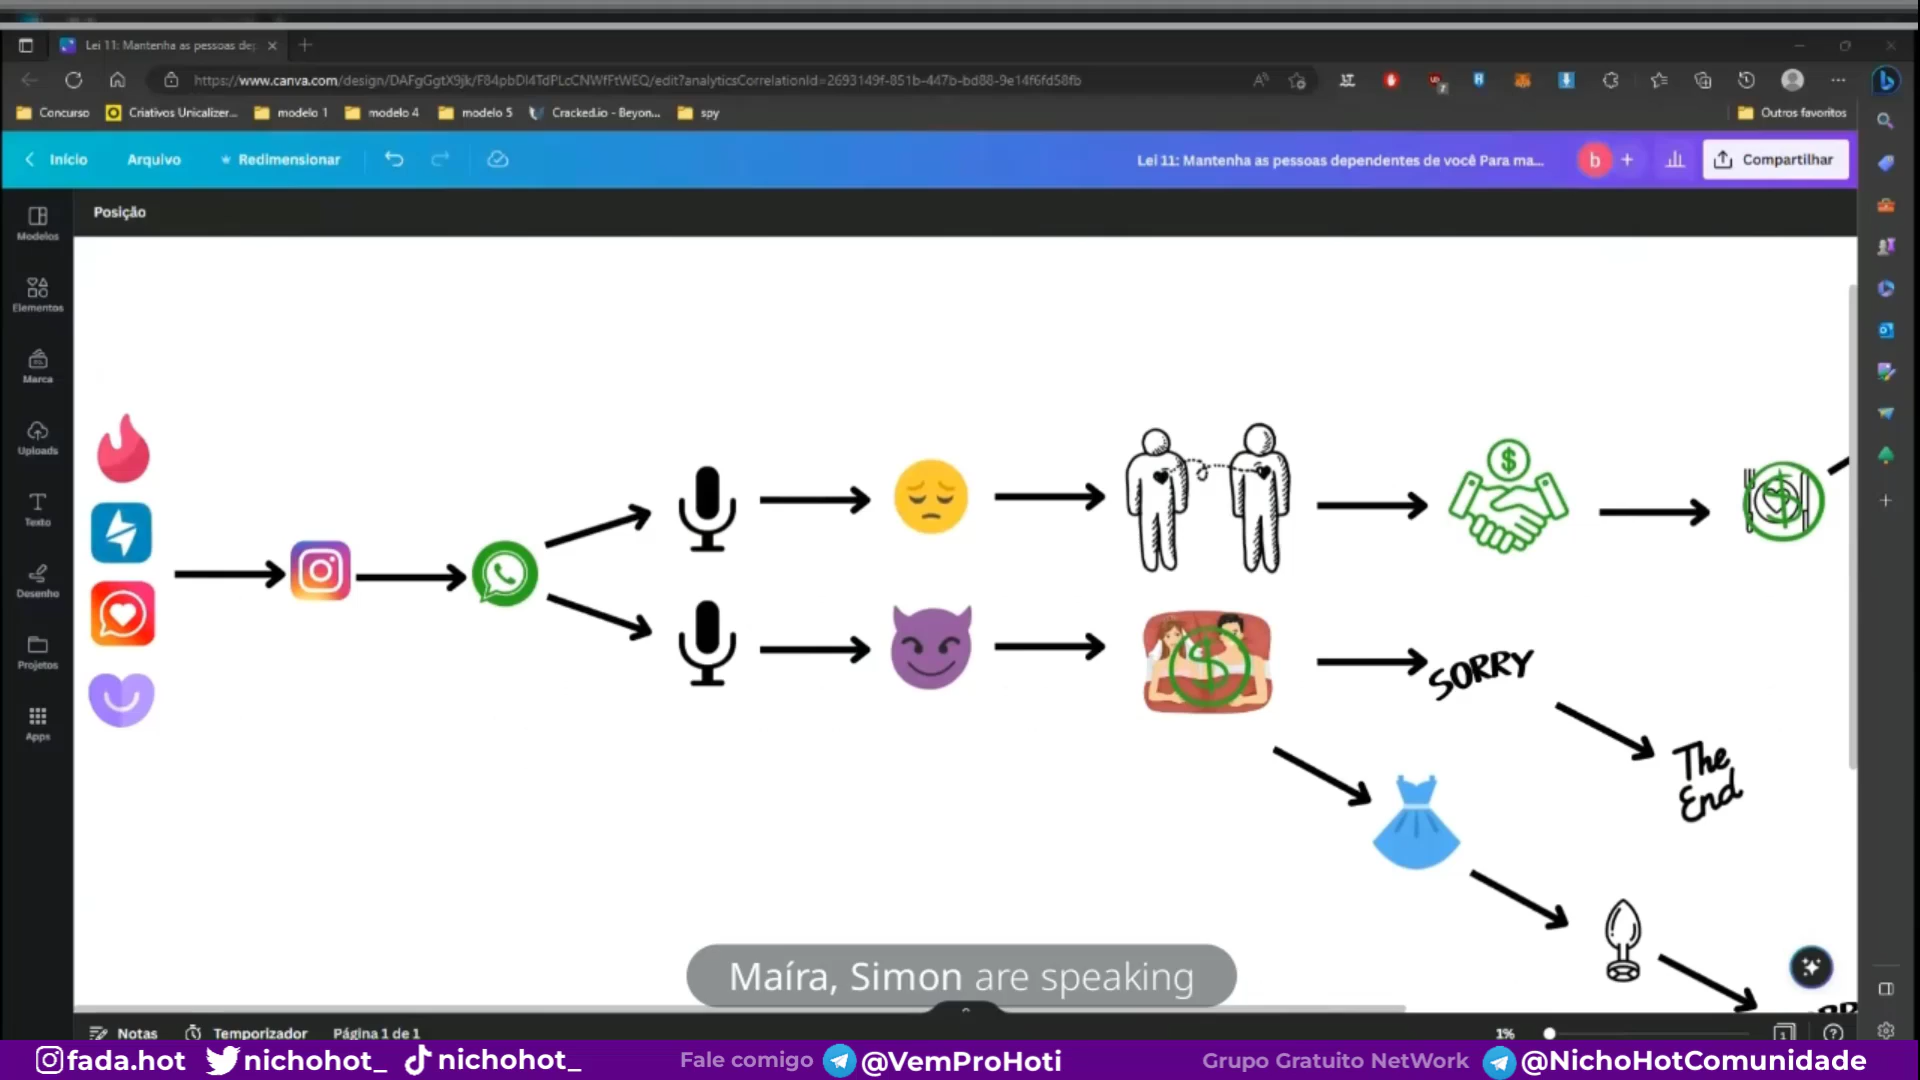 Lei 11: Mantenha as pessoas de
https://www.canva.com/design/DAFgGgtX9jk/F84pbDI4TdPLcCNWfFtWEQ/edit?analyticsCorrelationId=2693149f-851b-447b-bd88-9e14f6fd58fb
Concurso
Criativos Unicalizer...
modelo 1
modelo 4
modelo 5
Cracked.io - Beyon...
spy
Outros favoritos
Início
Arquivo
Redimensionar
Lei 11: Mantenha as pessoas dependentes de você Para ma...
b
Compartilhar
Posição
Modelos
Elementos
Marca
Uploads
Texto
Desenho
Projetos
Apps
SORRY
The
End
Maíra, Simon are speaking
Notas
Temporizador
Página 1 de 1
1%
fada.hot
nichohot_
nichohot_
Fale comigo
@VemProHoti
Grupo Gratuito NetWork
@NichoHotComunidade